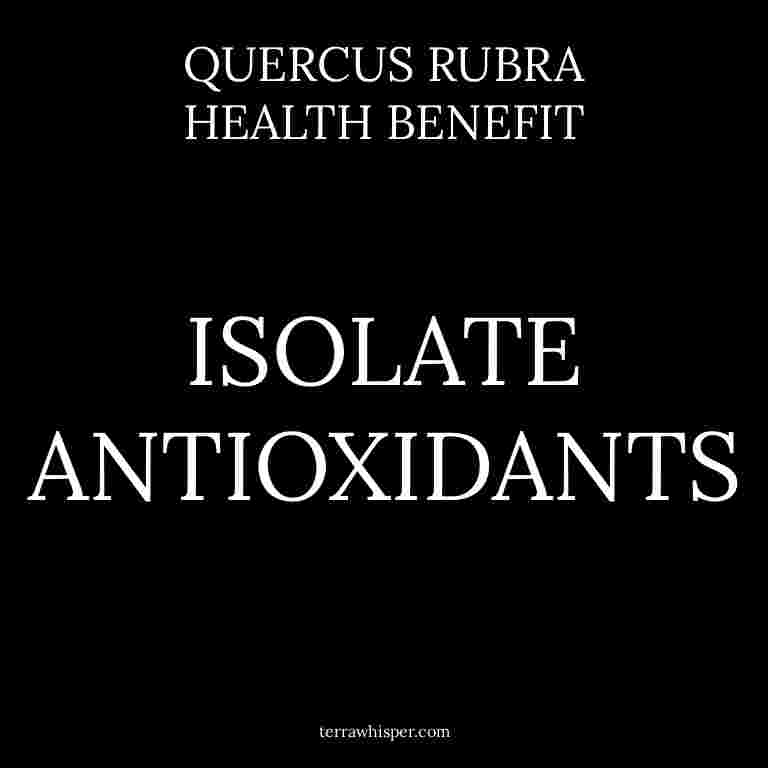 QUERCUS RUBRA
HEALTH BENEFIT
ISOLATE
ANTIOXIDANTS
terrawhisper.com